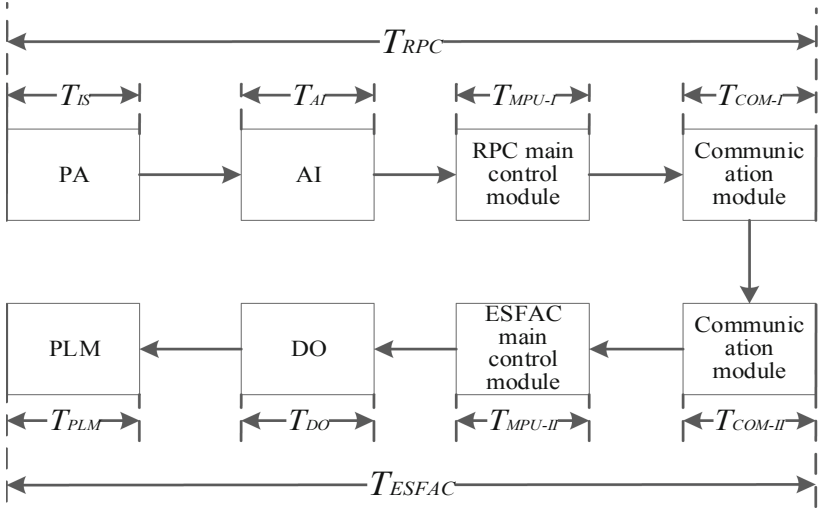 T_RPC
T_IS
T_AI
T_MPU-I
T_COM-I
PA
AI
RPC main
control
module
Communic
ation
module
PLM
DO
ESFAC
main
control
module
Communic
ation
module
T_PLM
T_DO
T_MPU-II
T_COM-II
T_ESFAC